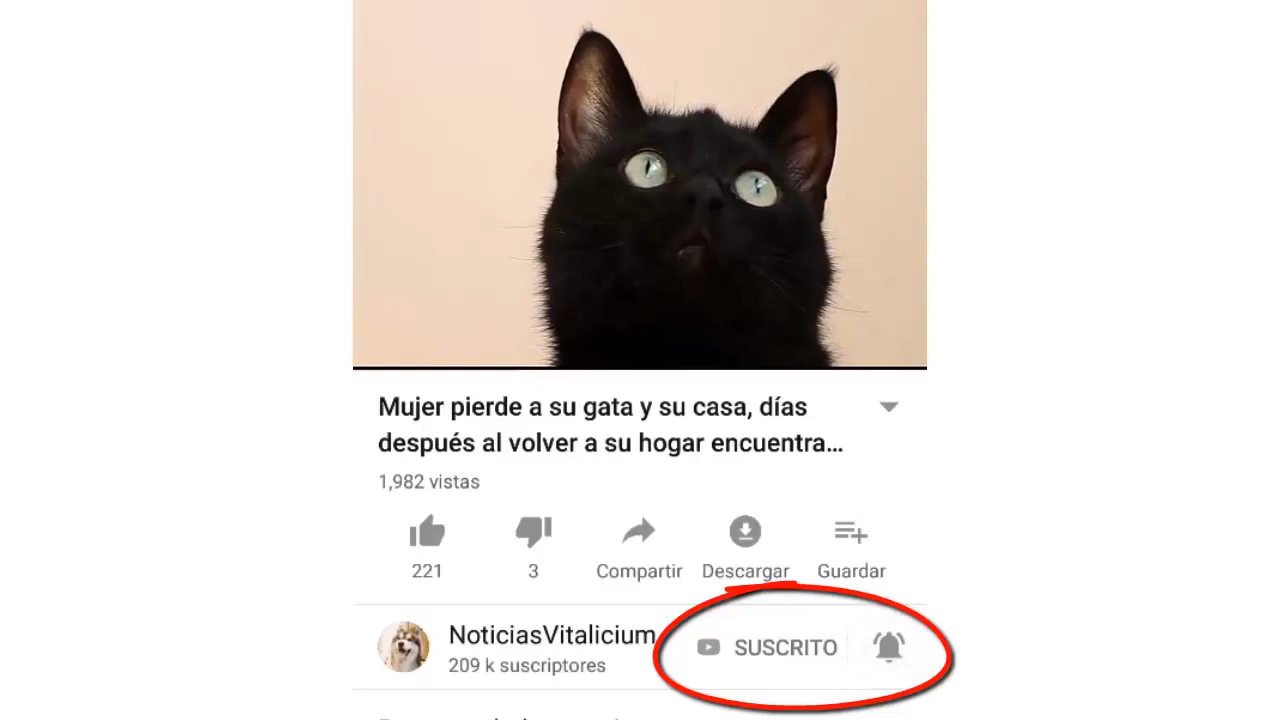 Mujer pierde a su gata y su casa, días
después al volver a su hogar encuentra...
1,982 vistas
221
3
Compartir
Descargar
Guardar
NoticiasVitalicium
SUSCRITO
209 k suscriptores